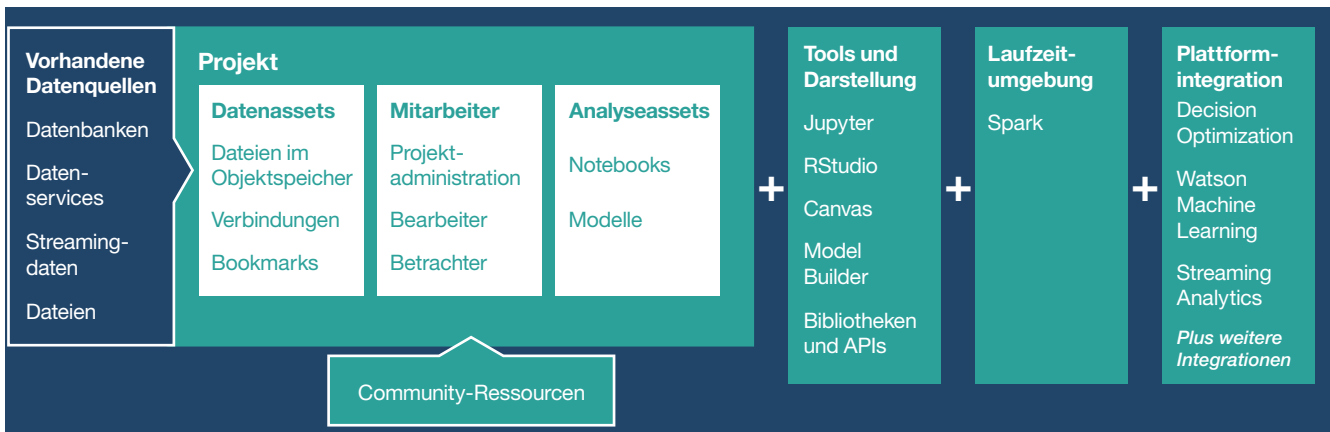 Vorhandene
Datenquellen
Datenbanken
Daten-
services
Streaming-
daten
Dateien
Projekt
Datenassets
Dateien im
Objektspeicher
Verbindungen
Bookmarks
Mitarbeiter
Projekt-
administration
Bearbeiter
Betrachter
Analyseassets
Notebooks
Modelle
Community-Ressourcen
+
Tools und
Darstellung
Jupyter
RStudio
Canvas
Model
Builder
Bibliotheken
und APIs
+
Laufzeit-
umgebung
Spark
+
Plattform-
integration
Decision
Optimization
Watson
Machine
Learning
Streaming
Analytics
Plus weitere
Integrationen